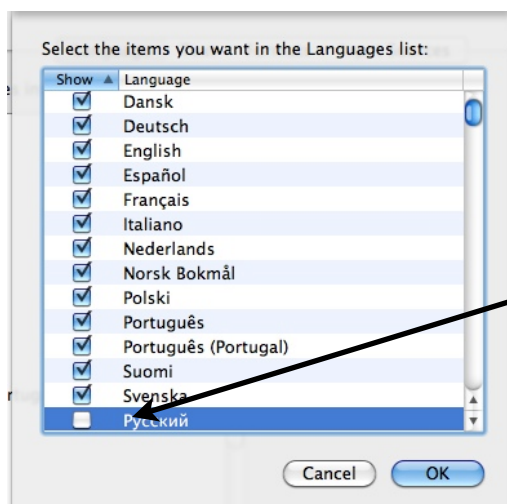 Select the items you want in the Languages list:
Show Language
Dansk
Deutsch
English
Español
Français
Italiano
Nederlands
Norsk Bokmål
Polski
Português
Português (Portugal)
Suomi
Svenska
Русский
Cancel OK